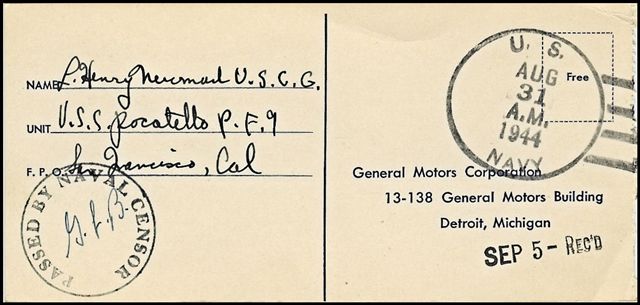 NAME L. Henry Neuman U.S.C.G.
UNIT U.S.S. Pocatello P.F.9
F. P. O. San Francisco, Cal
PASSED BY NAVAL CENSOR
G.L.B.
U. S.
AUG
31
A.M.
1944
NAVY
Free
General Motors Corporation
13-138 General Motors Building
Detroit, Michigan
SEP 5 - REC'D